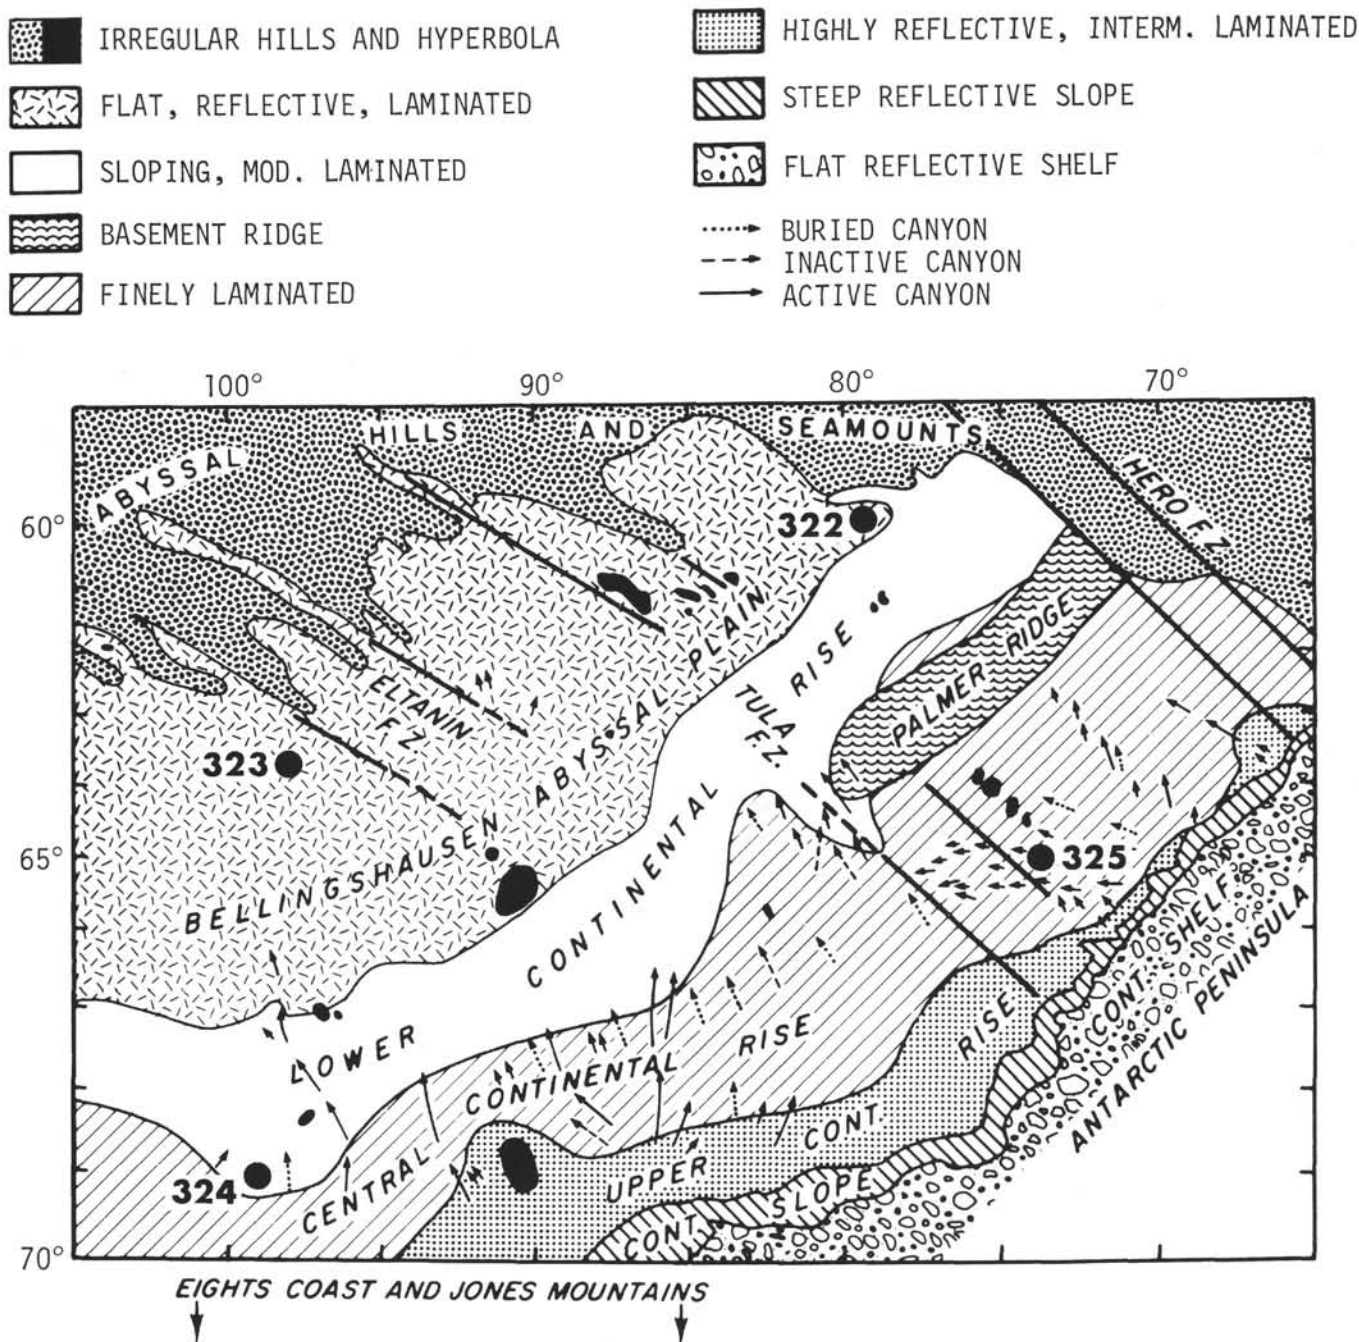 IRREGULAR HILLS AND HYPERBOLA
FLAT, REFLECTIVE, LAMINATED
SLOPING, MOD. LAMINATED
BASEMENT RIDGE
FINELY LAMINATED
HIGHLY REFLECTIVE, INTERM. LAMINATED
STEEP REFLECTIVE SLOPE
FLAT REFLECTIVE SHELF
BURIED CANYON
INACTIVE CANYON
ACTIVE CANYON
100°
90°
80°
70°
60°
65°
70°
ABYSSAL HILLS AND SEAMOUNTS
HERO F. Z.
322
PALMER RIDGE
TULA
F. Z.
ELTANIN
F. Z.
323
BELLINGSHAUSEN ABYSSAL PLAIN
325
LOWER CONTINENTAL RISE
CENTRAL CONTINENTAL RISE
UPPER CONT. RISE
CONT. SLOPE
CONT. SHELF
ANTARCTIC PENINSULA
324
EIGHTS COAST AND JONES MOUNTAINS